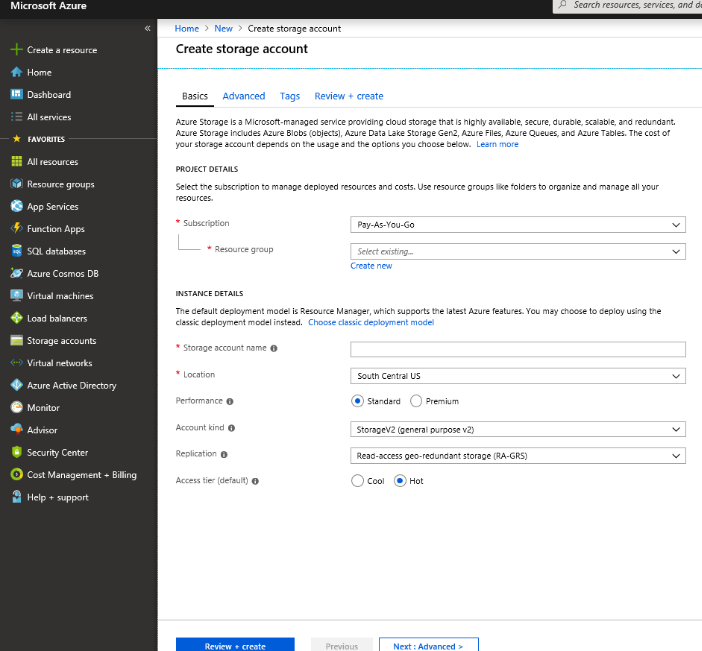 Microsoft Azure
Search resources, services, and
«
Home > New > Create storage account
Create storage account
Create a resource
Home
Dashboard
All services
FAVORITES
All resources
Resource groups
App Services
Function Apps
SQL databases
Azure Cosmos DB
Virtual machines
Load balancers
Storage accounts
Virtual networks
Azure Active Directory
Monitor
Advisor
Security Center
Cost Management + Billing
Help + support
Basics Advanced Tags Review + create
Azure Storage is a Microsoft-managed service providing cloud storage that is highly available, secure, durable, scalable, and redundant.
Azure Storage includes Azure Blobs (objects), Azure Data Lake Storage Gen2, Azure Files, Azure Queues, and Azure Tables. The cost of
your storage account depends on the usage and the options you choose below. Learn more
PROJECT DETAILS
Select the subscription to manage deployed resources and costs. Use resource groups like folders to organize and manage all your
resources.
* Subscription Pay-As-You-Go
* Resource group Select existing...
Create new
INSTANCE DETAILS
The default deployment model is Resource Manager, which supports the latest Azure features. You may choose to deploy using the
classic deployment model instead. Choose classic deployment model
* Storage account name
* Location South Central US
Performance Standard Premium
Account kind StorageV2 (general purpose v2)
Replication Read-access geo-redundant storage (RA-GRS)
Access tier (default) Cool Hot
Review + create Previous Next : Advanced >